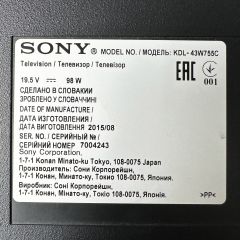 SONY MODEL NO. / МОДЕЛЬ: KDL-43W755C
Television / Телевизор / Телевізор
19.5 V ⎓ 98 W
EAC
001
СДЕЛАНО В СЛОВАКИИ
ЗРОБЛЕНО У СЛОВАЧЧИНІ
MANUFACTURE DATE /
ДАТА ИЗГОТОВЛЕНИЯ /
ДАТА ВИГОТОВЛЕННЯ 2015/08
SERIAL NO. / СЕРИЙНЫЙ № /
СЕРІЙНИЙ НОМЕР 7004243
Sony Corporation,
1-7-1 Konan Minato-ku Tokyo, 108-0075 Japan
Производитель: Сони Корпорейшн,
1-7-1 Конан, Минато-ку, Токио 108-0075, Япония.
Виробник: Соні Корпорейшн,
1-7-1 Конан, Мінато-ку, Токіо 108-0075, Японія.
>PP<